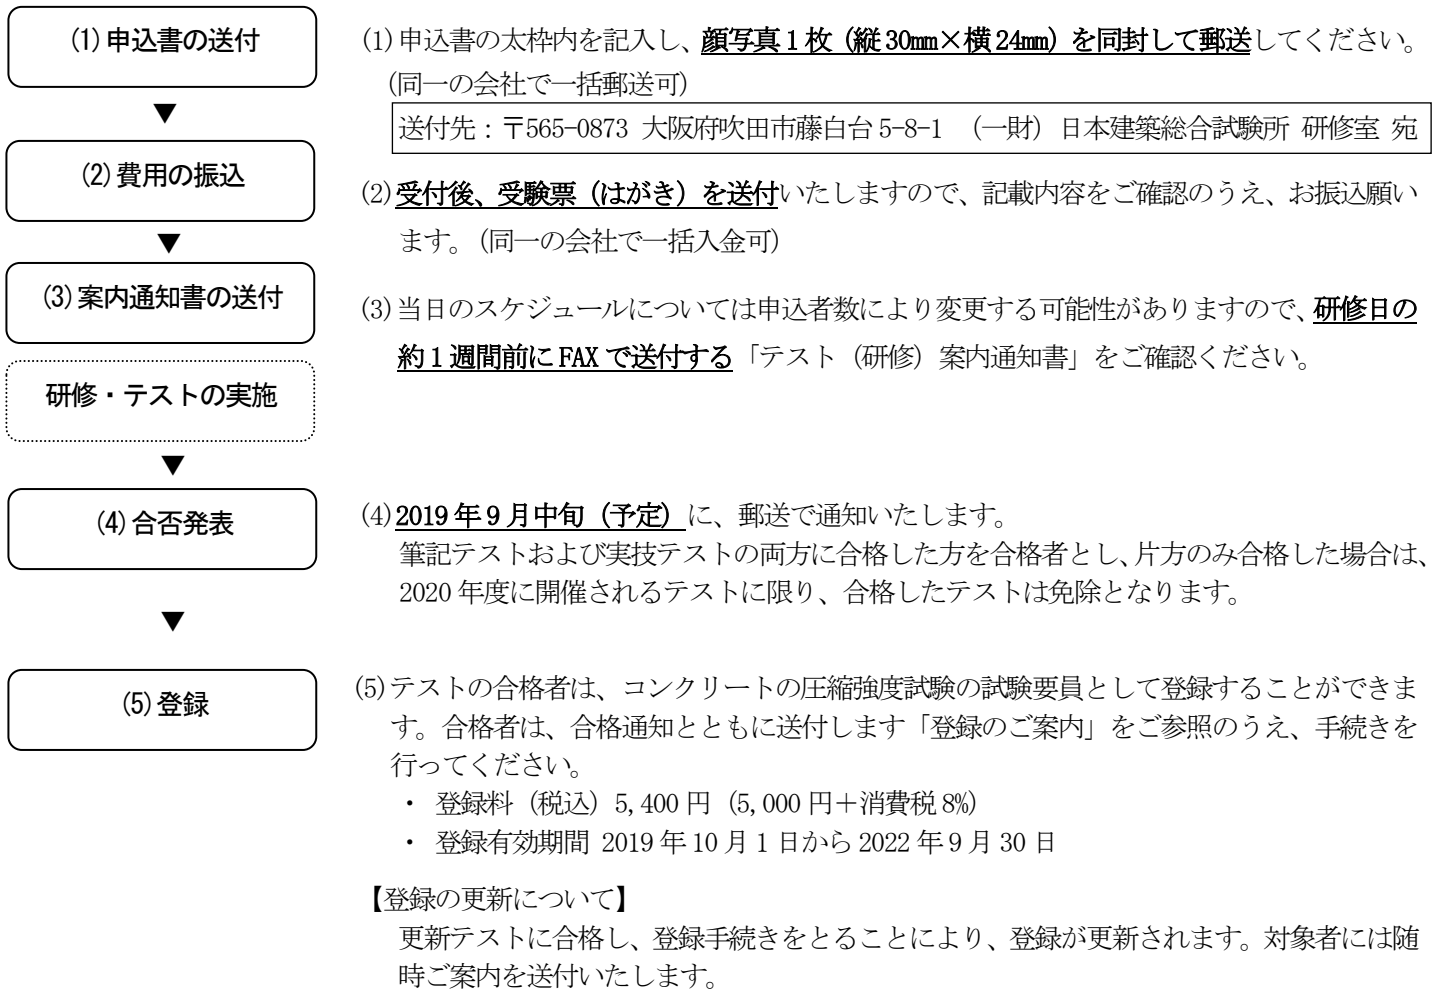 (1)申込書の送付
(1)申込書の太枠内を記入し、顔写真1枚（縦30mm×横24mm）を同封して郵送してください。
(同一の会社で一括郵送可)
送付先：〒565-0873 大阪府吹田市藤白台5-8-1 （一財）日本建築総合試験所 研修室 宛
▼
(2)費用の振込
(2)受付後、受験票（はがき）を送付いたしますので、記載内容をご確認のうえ、お振込願い
ます。(同一の会社で一括入金可)
▼
(3)案内通知書の送付
(3)当日のスケジュールについては申込者数により変更する可能性がありますので、研修日の
約1週間前にFAXで送付する「テスト（研修）案内通知書」をご確認ください。
研修・テストの実施
▼
(4)合否発表
(4)2019年9月中旬（予定）に、郵送で通知いたします。
筆記テストおよび実技テストの両方に合格した方を合格者とし、片方のみ合格した場合は、
2020年度に開催されるテストに限り、合格したテストは免除となります。
▼
(5)登録
(5)テストの合格者は、コンクリートの圧縮強度試験の試験要員として登録することができま
す。合格者は、合格通知とともに送付します「登録のご案内」をご参照のうえ、手続きを
行ってください。
・ 登録料（税込）5,400円（5,000円＋消費税8%）
・ 登録有効期間 2019年10月1日から2022年9月30日
【登録の更新について】
更新テストに合格し、登録手続きをとることにより、登録が更新されます。対象者には随
時ご案内を送付いたします。